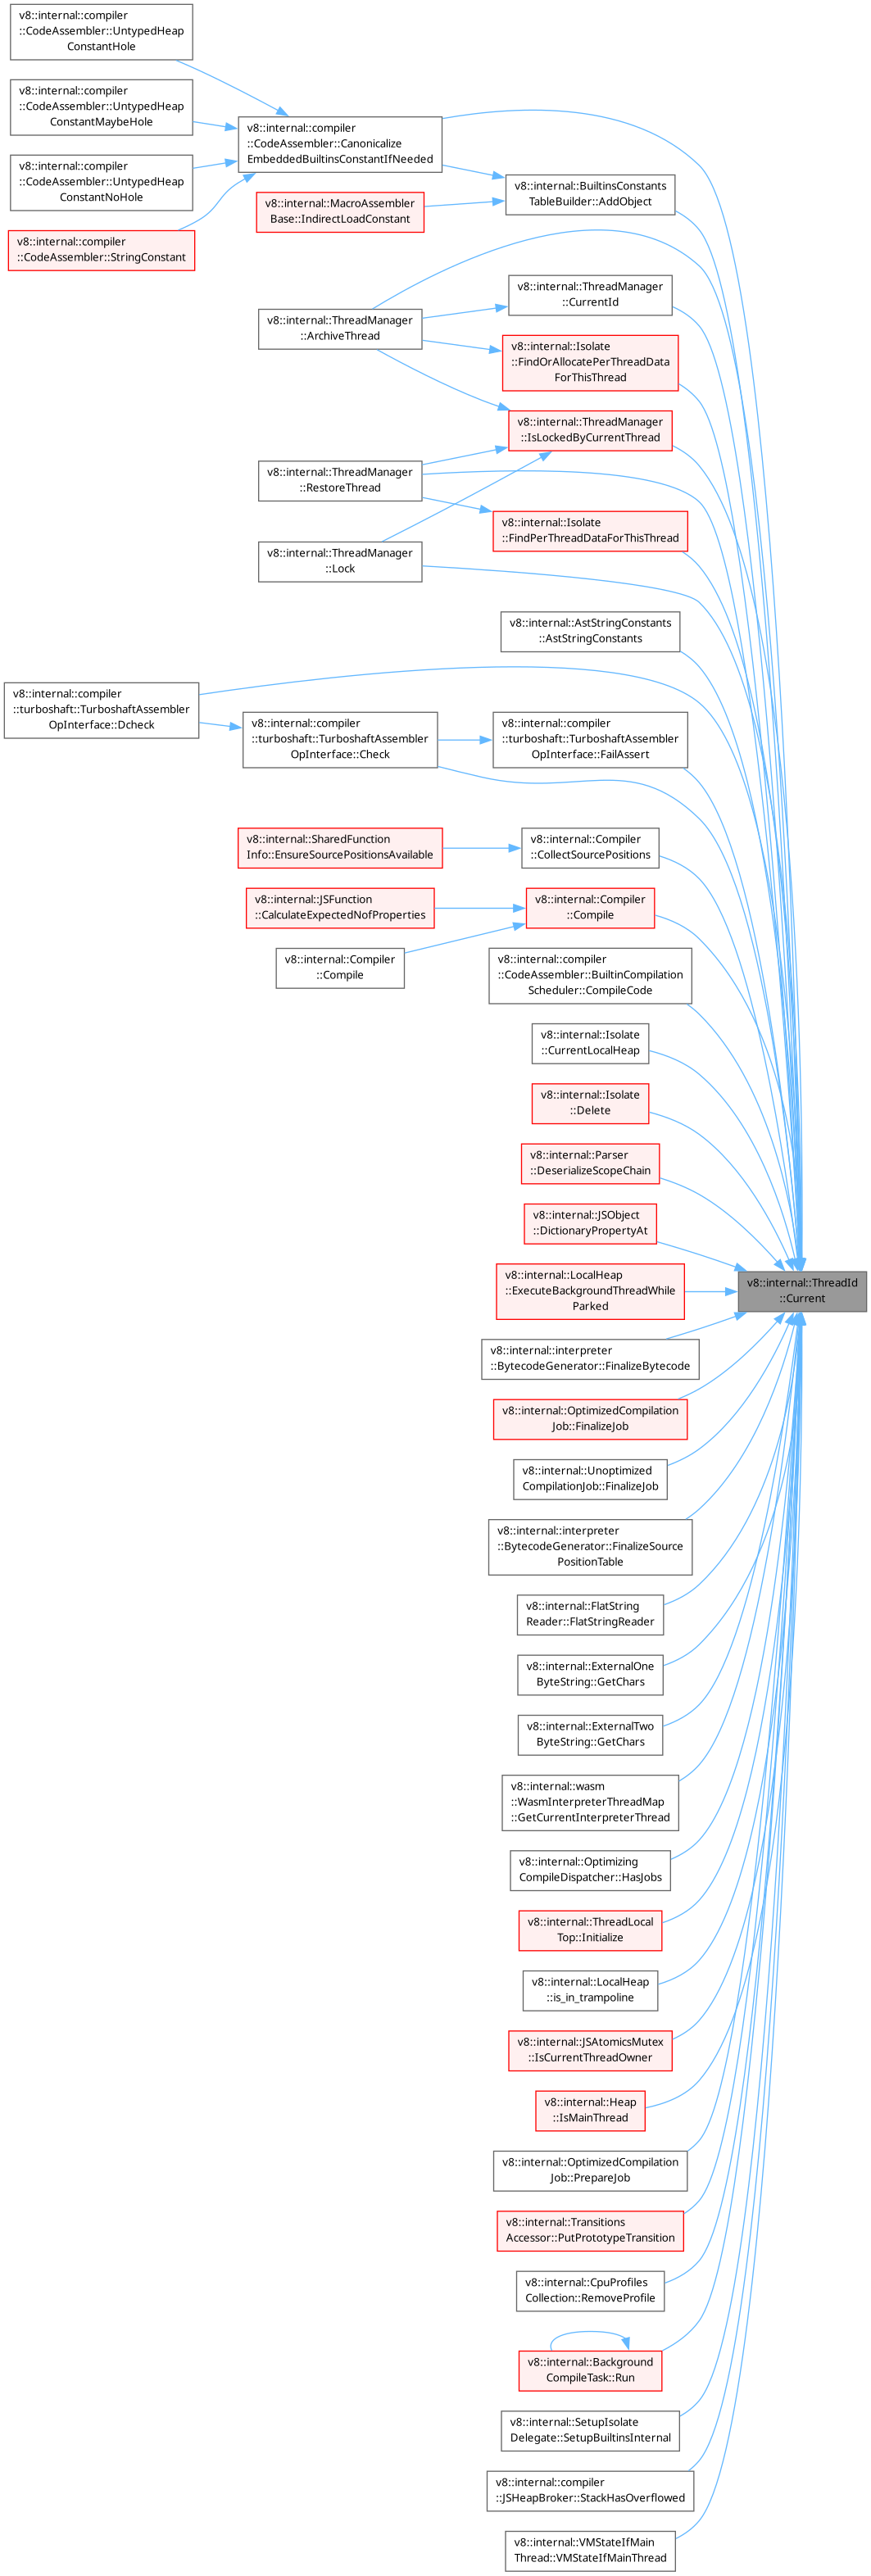 v8::internal::compiler
::CodeAssembler::UntypedHeap
ConstantHole
v8::internal::compiler
::CodeAssembler::UntypedHeap
ConstantMaybeHole
v8::internal::compiler
::CodeAssembler::UntypedHeap
ConstantNoHole
v8::internal::compiler
::CodeAssembler::StringConstant
v8::internal::compiler
::CodeAssembler::Canonicalize
EmbeddedBuiltinsConstantIfNeeded
v8::internal::MacroAssembler
Base::IndirectLoadConstant
v8::internal::BuiltinsConstants
TableBuilder::AddObject
v8::internal::ThreadManager
::ArchiveThread
v8::internal::ThreadManager
::CurrentId
v8::internal::Isolate
::FindOrAllocatePerThreadData
ForThisThread
v8::internal::ThreadManager
::IsLockedByCurrentThread
v8::internal::ThreadManager
::RestoreThread
v8::internal::Isolate
::FindPerThreadDataForThisThread
v8::internal::ThreadManager
::Lock
v8::internal::AstStringConstants
::AstStringConstants
v8::internal::compiler
::turboshaft::TurboshaftAssembler
OpInterface::Dcheck
v8::internal::compiler
::turboshaft::TurboshaftAssembler
OpInterface::Check
v8::internal::compiler
::turboshaft::TurboshaftAssembler
OpInterface::FailAssert
v8::internal::SharedFunction
Info::EnsureSourcePositionsAvailable
v8::internal::Compiler
::CollectSourcePositions
v8::internal::JSFunction
::CalculateExpectedNofProperties
v8::internal::Compiler
::Compile
v8::internal::Compiler
::Compile
v8::internal::compiler
::CodeAssembler::BuiltinCompilation
Scheduler::CompileCode
v8::internal::Isolate
::CurrentLocalHeap
v8::internal::Isolate
::Delete
v8::internal::Parser
::DeserializeScopeChain
v8::internal::JSObject
::DictionaryPropertyAt
v8::internal::LocalHeap
::ExecuteBackgroundThreadWhile
Parked
v8::internal::ThreadId
::Current
v8::internal::interpreter
::BytecodeGenerator::FinalizeBytecode
v8::internal::OptimizedCompilation
Job::FinalizeJob
v8::internal::Unoptimized
CompilationJob::FinalizeJob
v8::internal::interpreter
::BytecodeGenerator::FinalizeSource
PositionTable
v8::internal::FlatString
Reader::FlatStringReader
v8::internal::ExternalOne
ByteString::GetChars
v8::internal::ExternalTwo
ByteString::GetChars
v8::internal::wasm
::WasmInterpreterThreadMap
::GetCurrentInterpreterThread
v8::internal::Optimizing
CompileDispatcher::HasJobs
v8::internal::ThreadLocal
Top::Initialize
v8::internal::LocalHeap
::is_in_trampoline
v8::internal::JSAtomicsMutex
::IsCurrentThreadOwner
v8::internal::Heap
::IsMainThread
v8::internal::OptimizedCompilation
Job::PrepareJob
v8::internal::Transitions
Accessor::PutPrototypeTransition
v8::internal::CpuProfiles
Collection::RemoveProfile
v8::internal::Background
CompileTask::Run
v8::internal::SetupIsolate
Delegate::SetupBuiltinsInternal
v8::internal::compiler
::JSHeapBroker::StackHasOverflowed
v8::internal::VMStateIfMain
Thread::VMStateIfMainThread